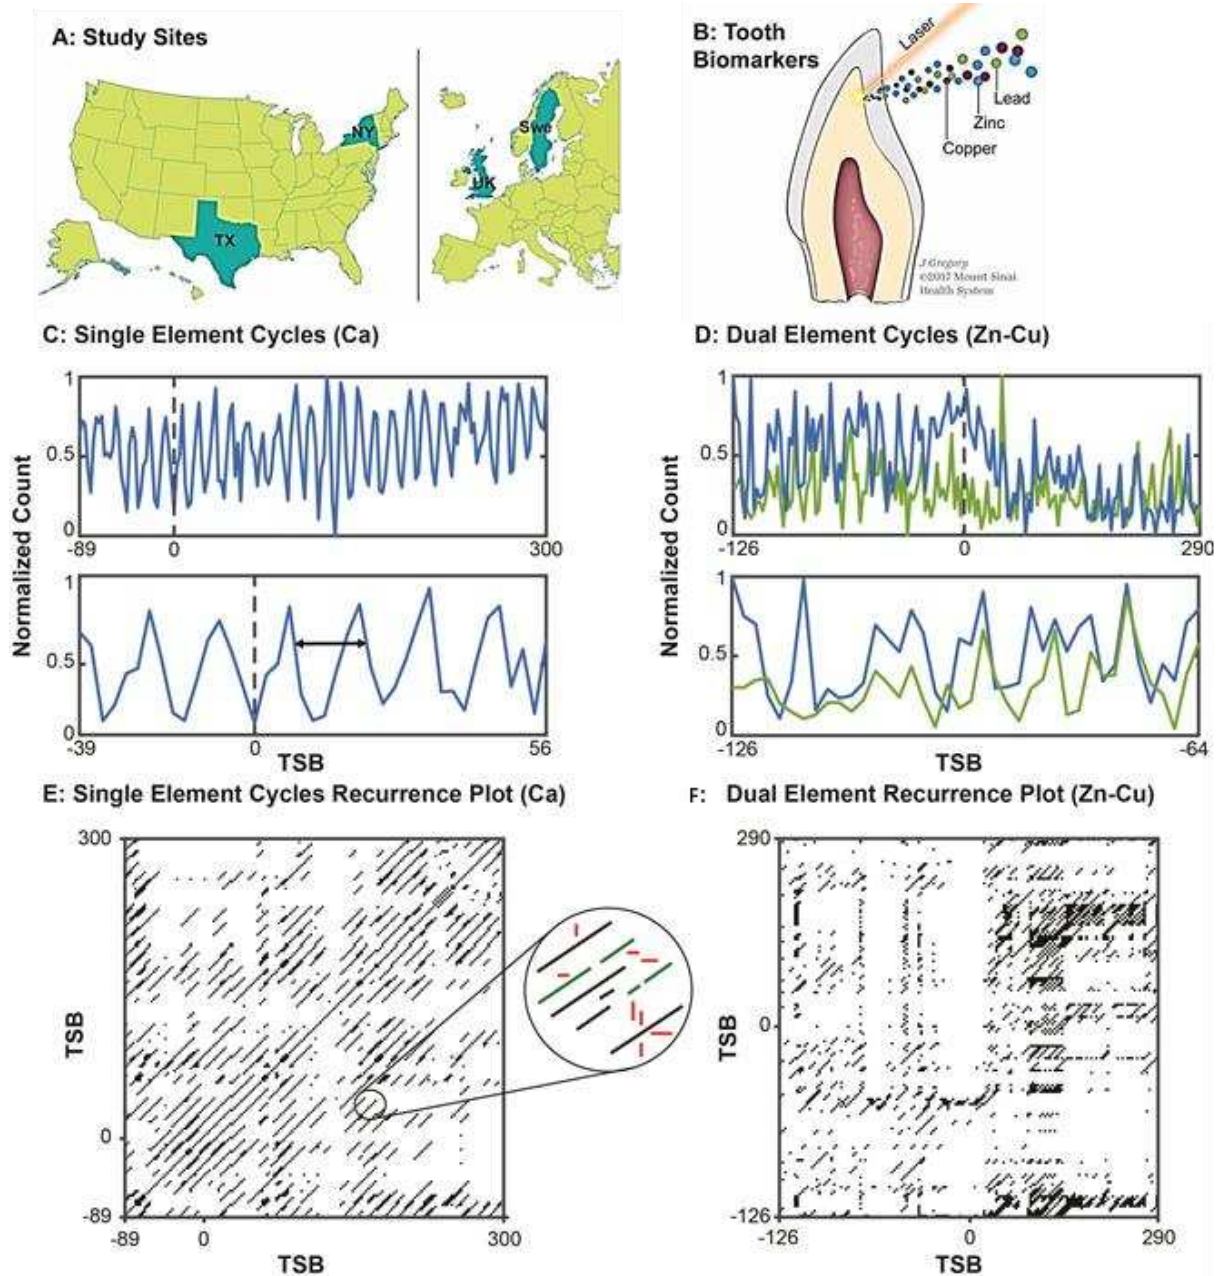 A: Study Sites
NY
TX
Swe
UK
B: Tooth
Biomarkers
Laser
Lead
Zinc
Copper
J Gregory
©2017 Mount Sinai
Health System
C: Single Element Cycles (Ca)
Normalized Count
1
0.5
0
-89
0
300
1
0.5
0
-39
0
56
TSB
D: Dual Element Cycles (Zn-Cu)
Normalized Count
1
0.5
0
-126
0
290
1
0.5
0
-126
-64
TSB
E: Single Element Cycles Recurrence Plot (Ca)
300
TSB
0
-89
-89
0
300
TSB
F: Dual Element Recurrence Plot (Zn-Cu)
290
TSB
0
-126
-126
0
290
TSB